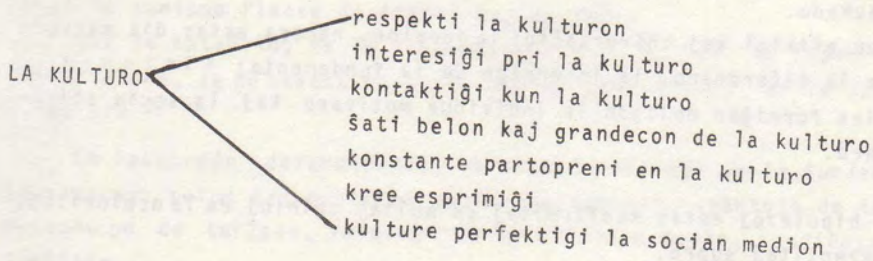 respekti la kulturon
interesiĝi pri la kulturo
LA KULTURO
kontaktiĝi kun la kulturo
ŝati belon kaj grandecon de la kulturo
konstante partopreni en la kulturo
kree esprimiĝi
kulture perfektigi la socian medion